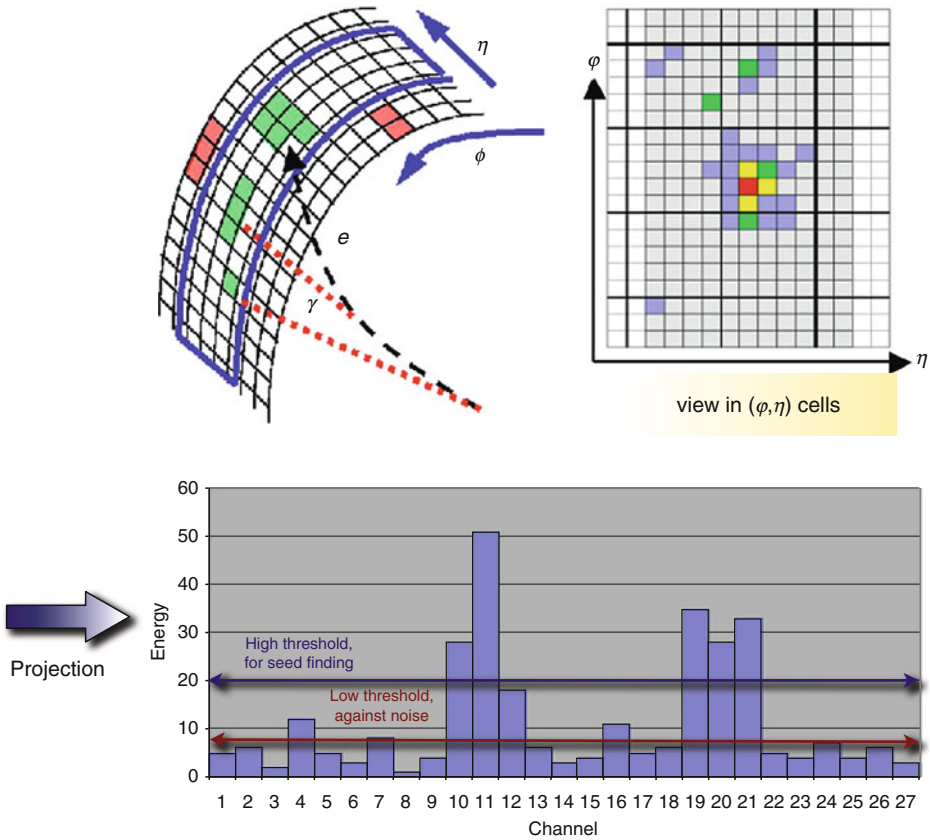 η
ϕ
e
γ
φ
η
view in (φ,η) cells
Projection
Energy
60
50
40
30
20
10
0
High threshold,
for seed finding
Low threshold,
against noise
1 2 3 4 5 6 7 8 9 10 11 12 13 14 15 16 17 18 19 20 21 22 23 24 25 26 27
Channel